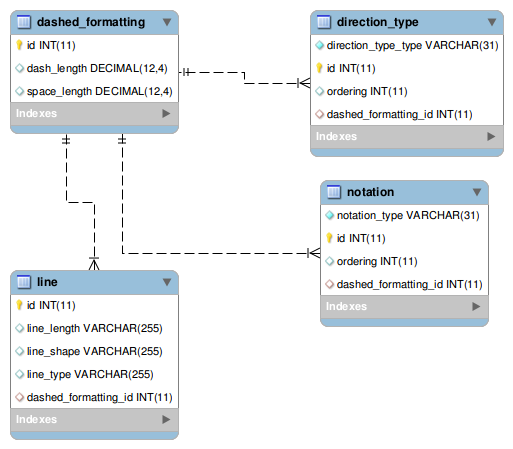 dashed_formatting
id INT(11)
dash_length DECIMAL(12,4)
space_length DECIMAL(12,4)
Indexes
direction_type
direction_type_type VARCHAR(31)
id INT(11)
ordering INT(11)
dashed_formatting_id INT(11)
Indexes
notation
notation_type VARCHAR(31)
id INT(11)
ordering INT(11)
dashed_formatting_id INT(11)
Indexes
line
id INT(11)
line_length VARCHAR(255)
line_shape VARCHAR(255)
line_type VARCHAR(255)
dashed_formatting_id INT(11)
Indexes